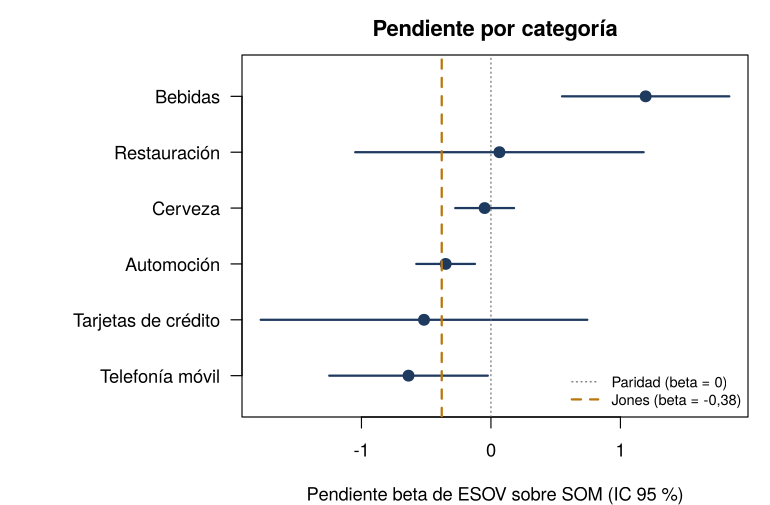 Pendiente por categoría
Bebidas
Restauración
Cerveza
Automoción
Tarjetas de crédito
Telefonía móvil
Paridad (beta = 0)
Jones (beta = -0,38)
-1 0 1
Pendiente beta de ESOV sobre SOM (IC 95 %)